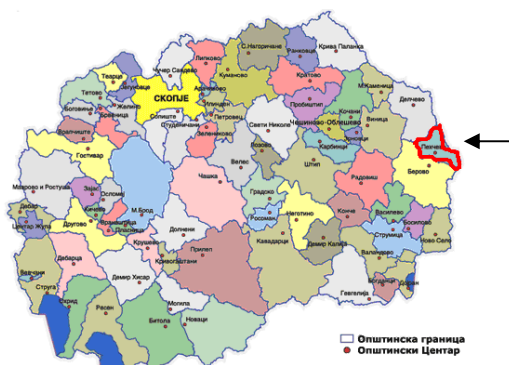 С.Нагоричане
Ранковце
Крива Паланка
Липково
Чучер Сандево
Куманово
Кратово
Теарце
Арачиново
М.Каменица
Тетово
СКОПЈЕ
Илинден
Пробиштип
Делчево
Желино
Боговиње
Сопиште
Петровец
Кочани
Брвеница
Студеничани
Свети Николе
Чешиново-Облешево
Виница
Врапчиште
Зелениково
Карбинци
Пехчево
Гостивар
Лозово
Штип
Берово
Велес
Чашка
Радовиш
Маврово и Ростуша
Зајас
Осломеј
Градско
Дебар
Кичево
М.Брод
Росоман
Неготино
Конче
Василево
Центар Жупа
Другово
Босилово
Пласница
Крушево
Долнени
Струмица
Ново Село
Кавадарци
Демир Капија
Дебарца
Кривогаштани
Прилеп
Валандово
Вевчани
Демир Хисар
Струга
Гевгелија
Богданци
Дојран
Охрид
Ресен
Могила
Битола
Новаци
Општинска граница
Општински Центар